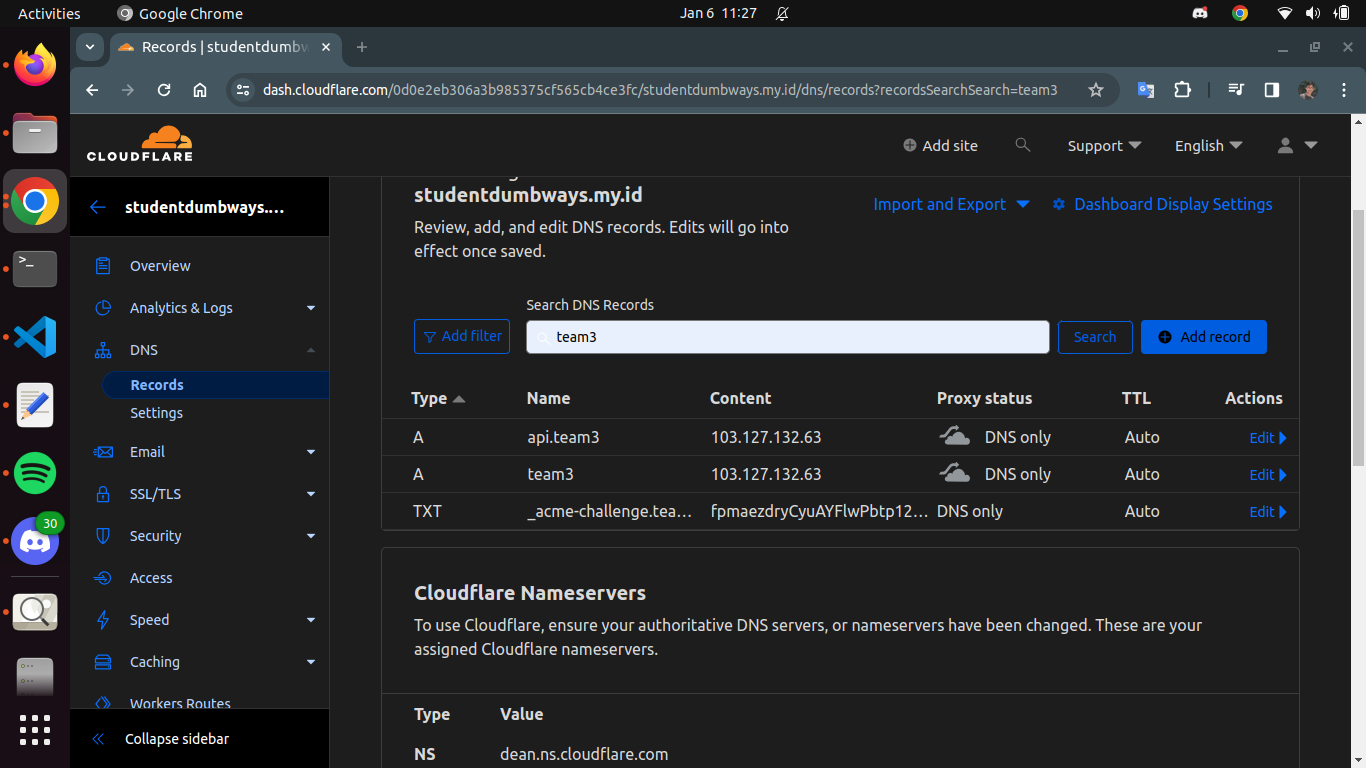 Activities Google Chrome Jan 6 11:27
Records | studentdumbw
dash.cloudflare.com/0d0e2eb306a3b985375cf565cb4ce3fc/studentdumbways.my.id/dns/records?recordsSearchSearch=team3
CLOUDFLARE
Add site Support English
studentdumbways....
Overview
Analytics & Logs
DNS
Records
Settings
Email
SSL/TLS
Security
Access
Speed
Caching
Workers Routes
Collapse sidebar
30
>_
studentdumbways.my.id
Import and Export Dashboard Display Settings
Review, add, and edit DNS records. Edits will go into
effect once saved.
Search DNS Records
Add filter team3 Search Add record
Type Name Content Proxy status TTL Actions
A api.team3 103.127.132.63 DNS only Auto Edit
A team3 103.127.132.63 DNS only Auto Edit
TXT _acme-challenge.tea... fpmaezdryCyuAYFlwPbtp12... DNS only Auto Edit
Cloudflare Nameservers
To use Cloudflare, ensure your authoritative DNS servers, or nameservers have been changed. These are your
assigned Cloudflare nameservers.
Type Value
NS dean.ns.cloudflare.com